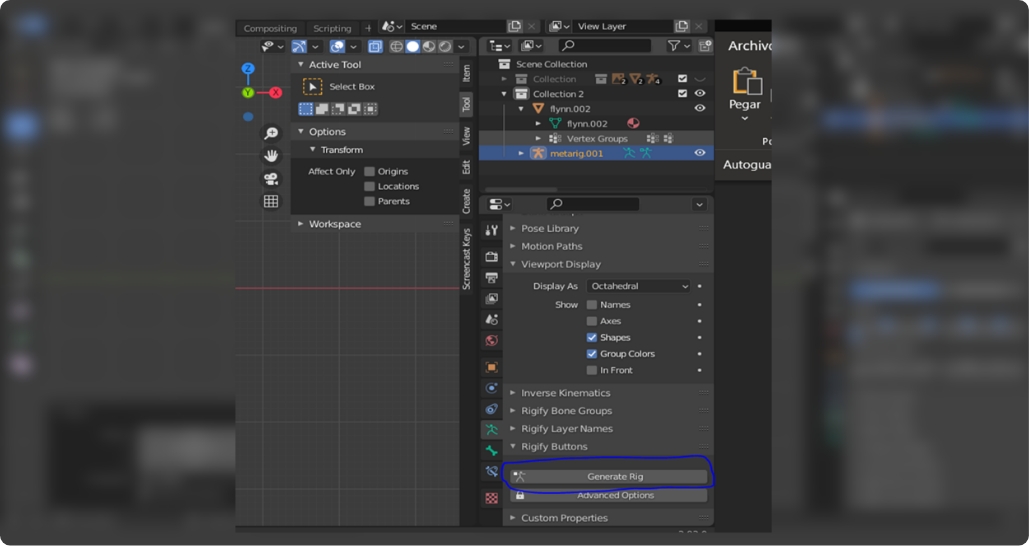 Compositing Scripting + Scene View Layer
Active Tool
Select Box
Options
Transform
Affect Only Origins
Locations
Parents
Workspace
Item
Tool
View
Edit
Create
Screencast Keys
Z
Y
X
Scene Collection
Collection 2 2 4
Collection 2
flynn.002
flynn.002
Vertex Groups
metarig.001
Pose Library
Motion Paths
Viewport Display
Display As Octahedral
Show Names
Axes
Shapes
Group Colors
In Front
Inverse Kinematics
Rigify Bone Groups
Rigify Layer Names
Rigify Buttons
Generate Rig
Advanced Options
Custom Properties
Archivo
Pegar
Po
Autogua